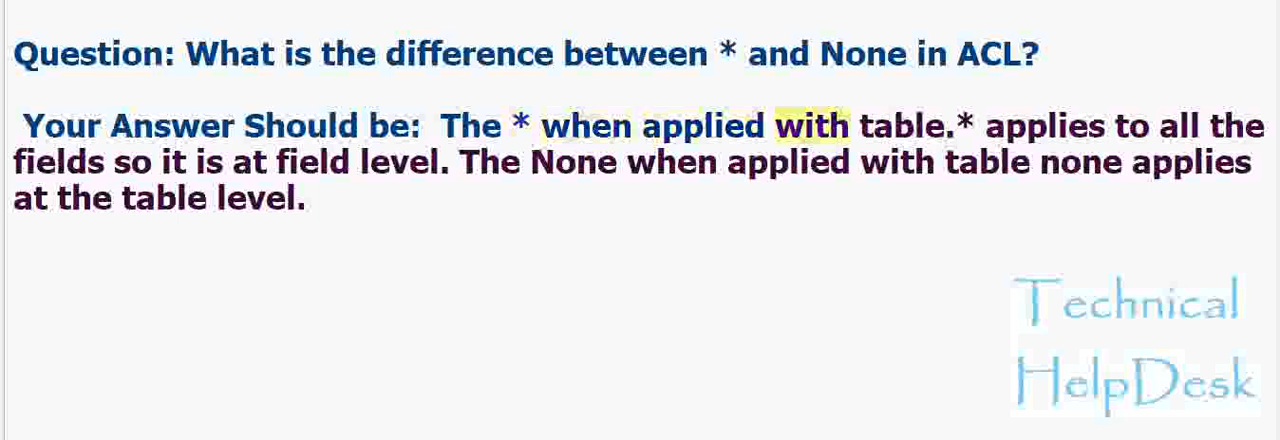 Question: What is the difference between * and None in ACL?
Your Answer Should be: The * when applied with table.* applies to all the
fields so it is at field level. The None when applied with table none applies
at the table level.
Technical
HelpDesk